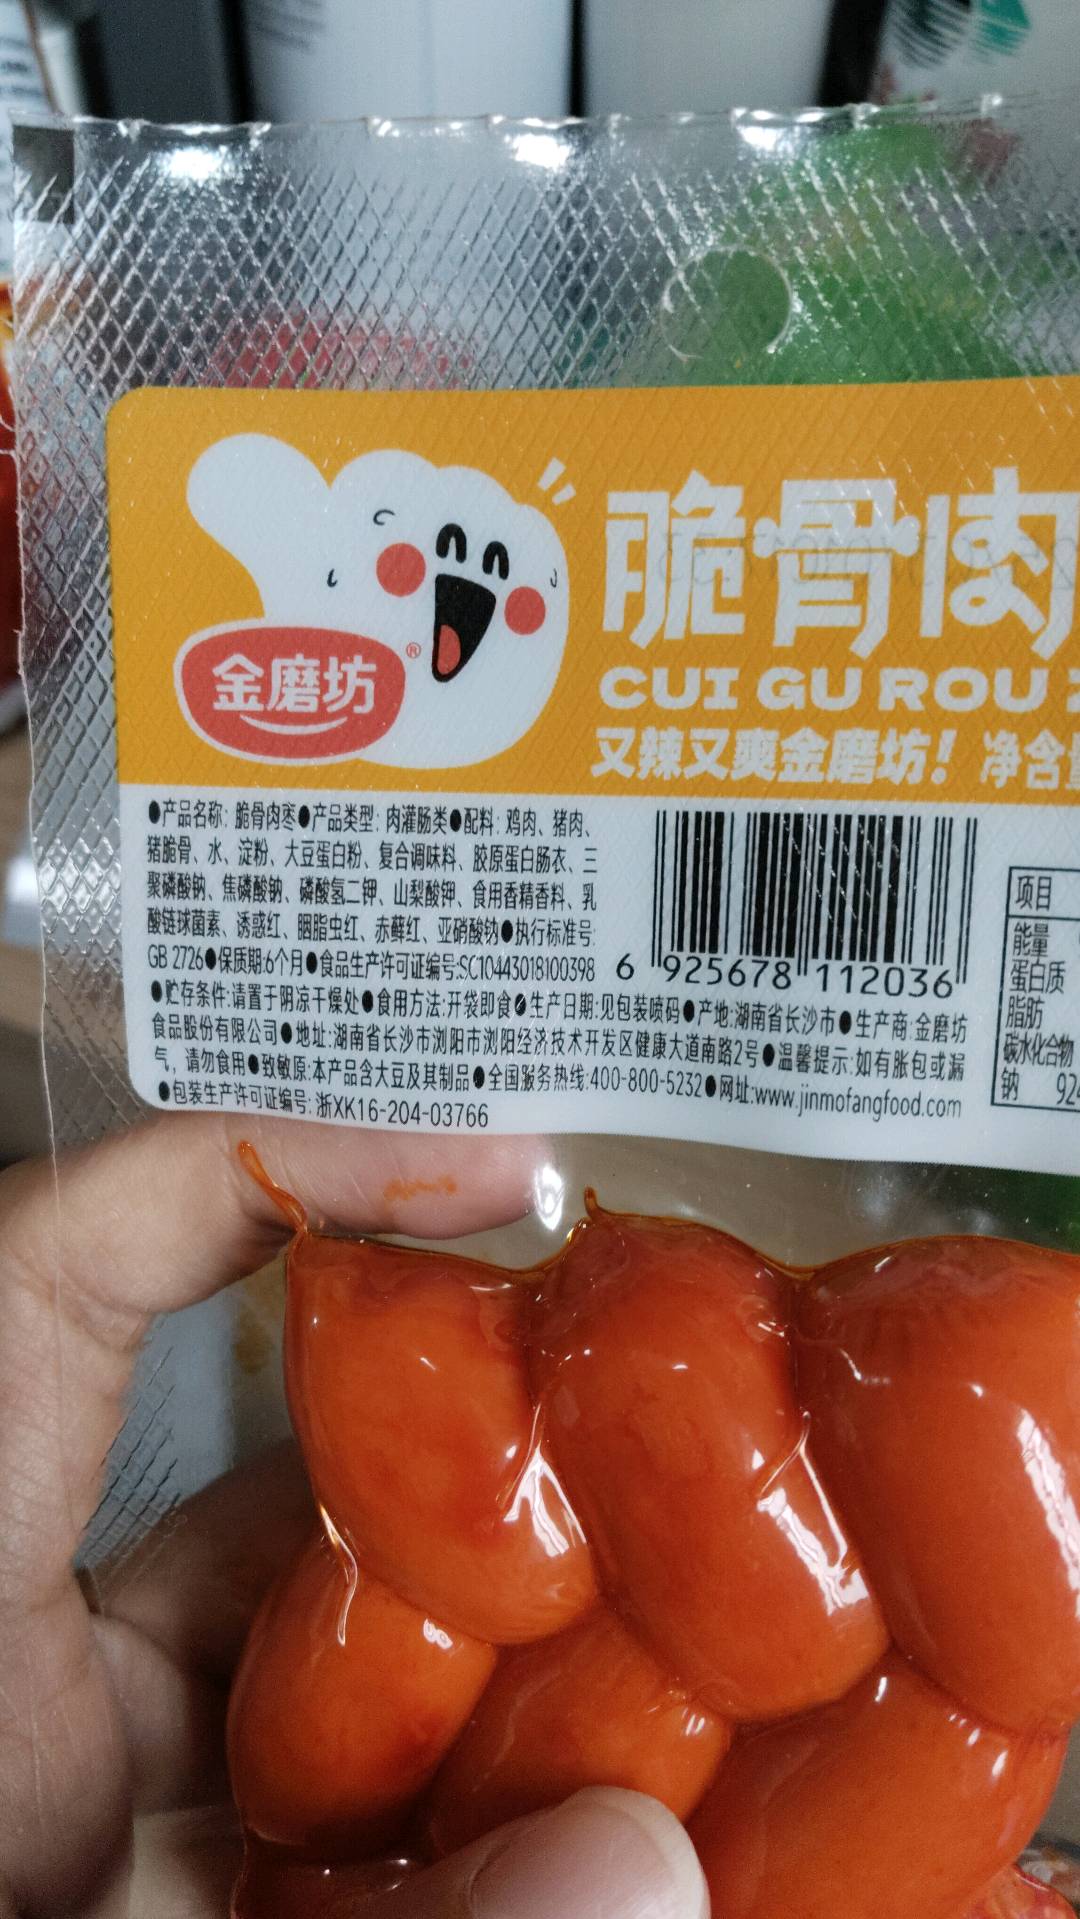 脆骨肉
CUI GU ROU
金磨坊®
又辣又爽金磨坊! 净含
●产品名称: 脆骨肉枣●产品类型: 肉灌肠类●配料: 鸡肉、猪肉、
猪脆骨、水、淀粉、大豆蛋白粉、复合调味料、胶原蛋白肠衣、三
聚磷酸钠、焦磷酸钠、磷酸氢二钾、山梨酸钾、食用香精香料、乳
酸链球菌素、诱惑红、胭脂虫红、赤藓红、亚硝酸钠●执行标准号:
GB 2726●保质期:6个月●食品生产许可证编号:SC10443018100398
●贮存条件:请置于阴凉干燥处●食用方法:开袋即食●生产日期:见包装喷码●产地:湖南省长沙市●生产商:金磨坊
食品股份有限公司●地址:湖南省长沙市浏阳市浏阳经济技术开发区健康大道南路2号●温馨提示:如有胀包或漏
气，请勿食用●致敏原:本产品含大豆及其制品●全国服务热线:400-800-5232●网址:www.jinmofangfood.com
●包装生产许可证编号: 浙XK16-204-03766
6 925678 112036
项目
能量
蛋白质
脂肪
碳水化合物
钠 92